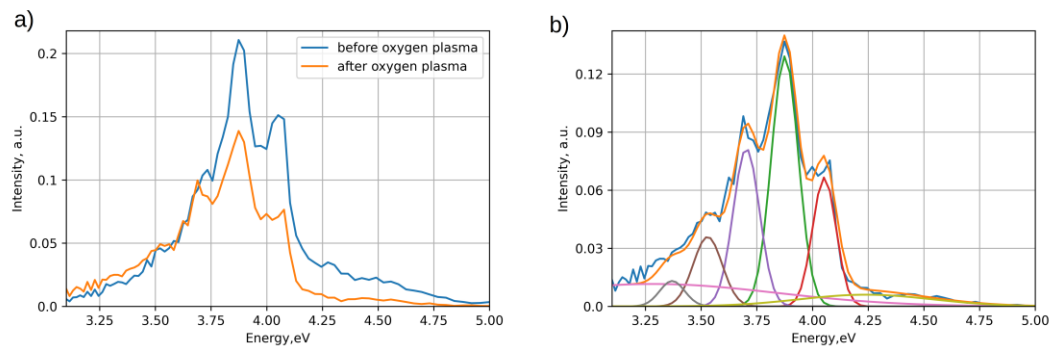 a)
before oxygen plasma
after oxygen plasma
0.2
0.15
0.1
0.05
0.0
Intensity, a.u.
3.25 3.50 3.75 4.00 4.25 4.50 4.75 5.00
Energy,eV
b)
0.12
0.09
0.06
0.03
0.0
Intensity, a.u.
3.25 3.50 3.75 4.00 4.25 4.50 4.75 5.00
Energy,eV